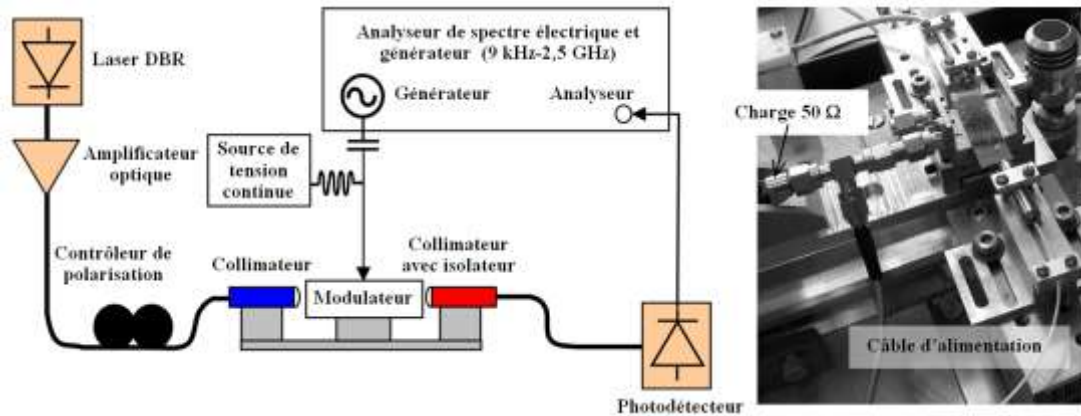 Analyseur de spectre électrique et
générateur (9 kHz-2,5 GHz)
Laser DBR
Générateur
Analyseur
Amplificateur
optique
Source de
tension
continue
Contrôleur de
polarisation
Collimateur
Collimateur
avec isolateur
Modulateur
Photodétecteur
Charge 50 Ω
Câble d'alimentation